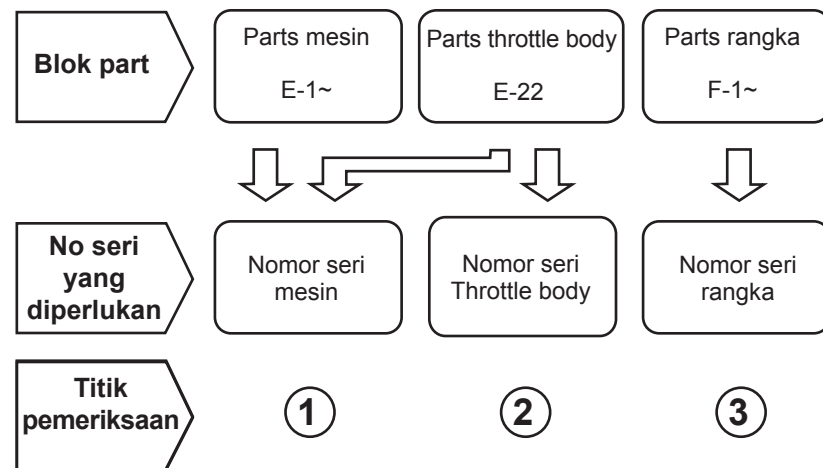 Blok part
Parts mesin
E-1~
Parts throttle body
E-22
Parts rangka
F-1~
No seri
yang
diperlukan
Nomor seri
mesin
Nomor seri
Throttle body
Nomor seri
rangka
Titik
pemeriksaan
1
2
3